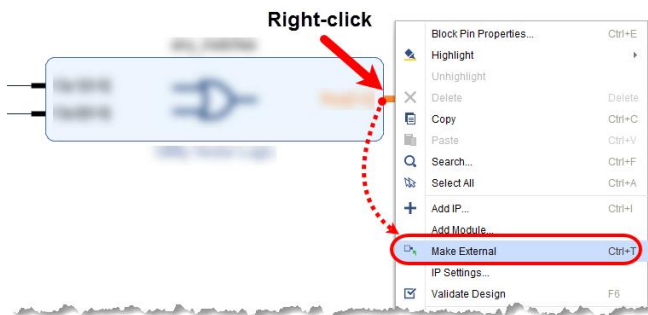 Right-click
Block Pin Properties... Ctrl+E
Highlight
Unhighlight
Delete Delete
Copy Ctrl+C
Paste Ctrl+V
Search... Ctrl+F
Select All Ctrl+A
Add IP... Ctrl+I
Add Module...
Make External Ctrl+T
IP Settings...
Validate Design F6